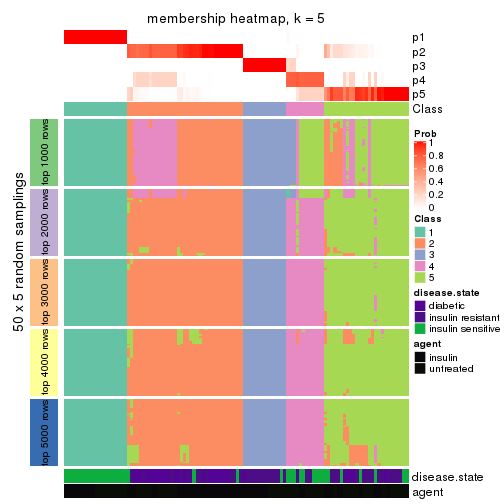 membership heatmap, k = 5
p1
p2
p3
p4
p5
Class
50 x 5 random samplings
top 1000 rows
top 2000 rows
top 3000 rows
top 4000 rows
top 5000 rows
disease.state
agent
Prob
1
0.8
0.6
0.4
0.2
0
Class
1
2
3
4
5
disease.state
diabetic
insulin resistant
insulin sensitive
agent
insulin
untreated